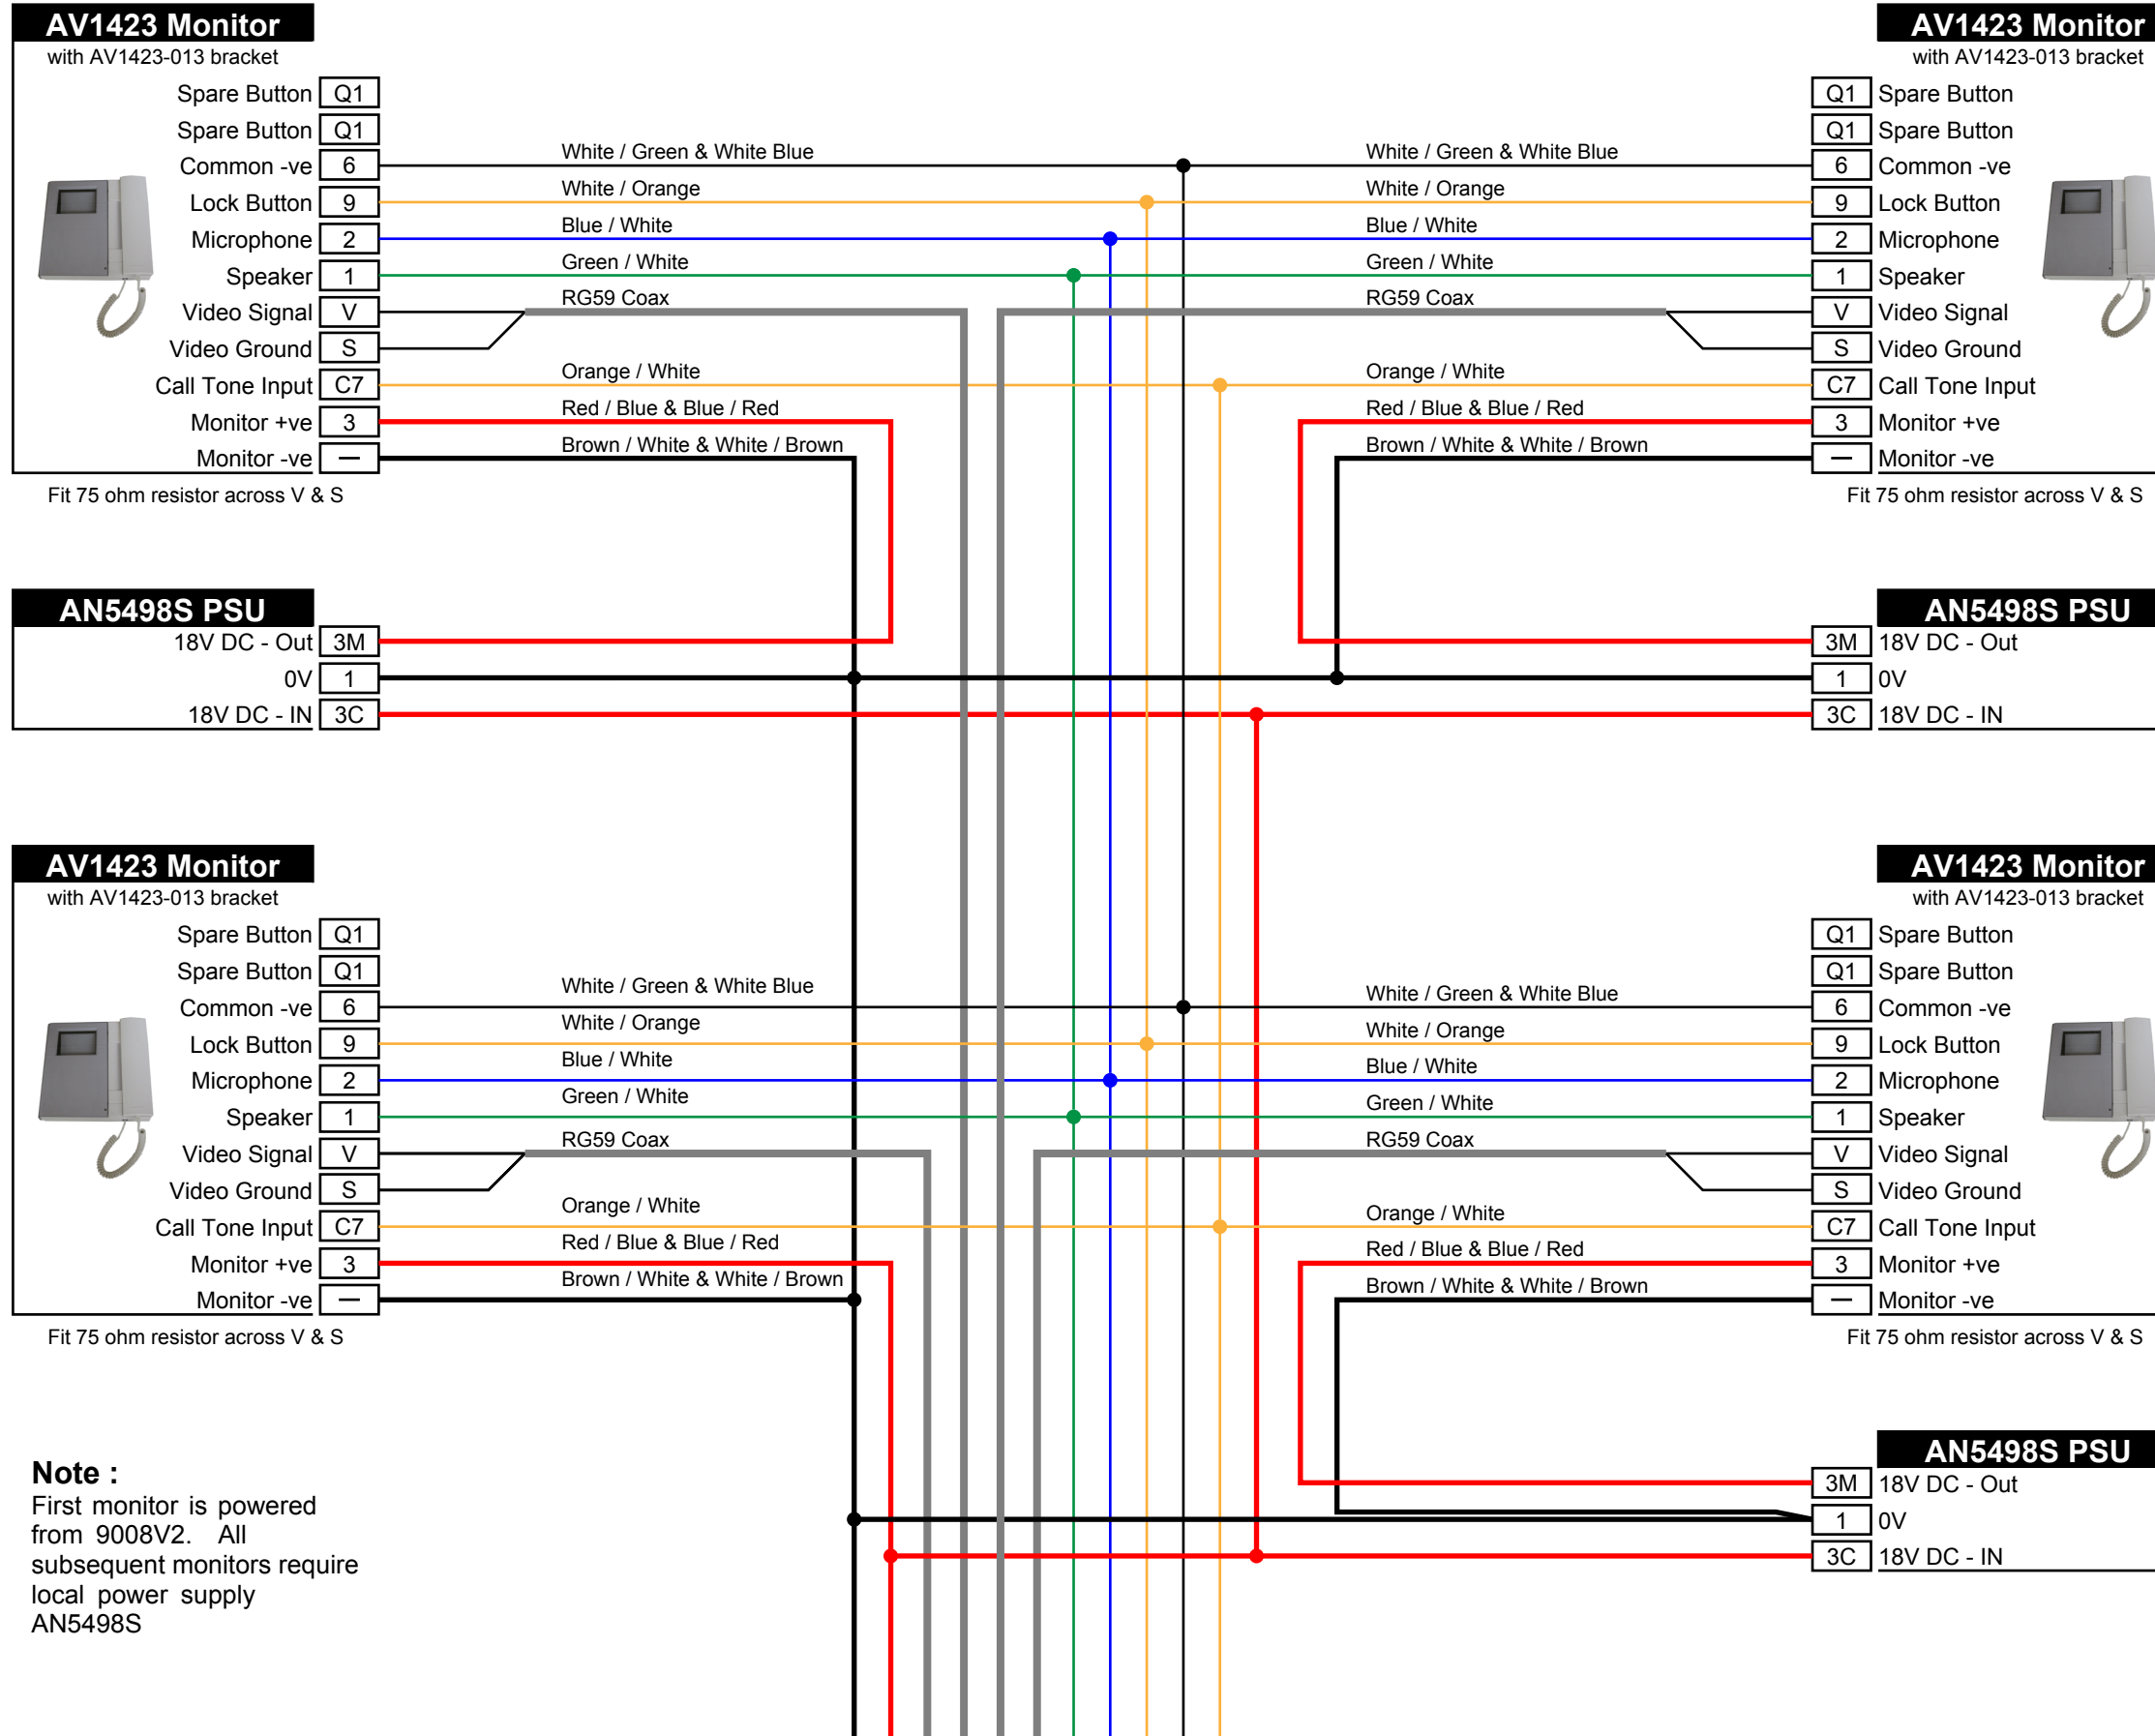 AV1423 Monitor
with AV1423-013 bracket
Spare Button Q1
Spare Button Q1
Common -ve 6
Lock Button 9
Microphone 2
Speaker 1
Video Signal V
Video Ground S
Call Tone Input C7
Monitor +ve 3
Monitor -ve —
Fit 75 ohm resistor across V & S
White / Green & White Blue
White / Orange
Blue / White
Green / White
RG59 Coax
Orange / White
Red / Blue & Blue / Red
Brown / White & White / Brown
White / Green & White Blue
White / Orange
Blue / White
Green / White
RG59 Coax
Orange / White
Red / Blue & Blue / Red
Brown / White & White / Brown
AV1423 Monitor
with AV1423-013 bracket
Q1 Spare Button
Q1 Spare Button
6 Common -ve
9 Lock Button
2 Microphone
1 Speaker
V Video Signal
S Video Ground
C7 Call Tone Input
3 Monitor +ve
— Monitor -ve
Fit 75 ohm resistor across V & S
AN5498S PSU
18V DC - Out 3M
0V 1
18V DC - IN 3C
AN5498S PSU
3M 18V DC - Out
1 0V
3C 18V DC - IN
AV1423 Monitor
with AV1423-013 bracket
Spare Button Q1
Spare Button Q1
Common -ve 6
Lock Button 9
Microphone 2
Speaker 1
Video Signal V
Video Ground S
Call Tone Input C7
Monitor +ve 3
Monitor -ve —
Fit 75 ohm resistor across V & S
White / Green & White Blue
White / Orange
Blue / White
Green / White
RG59 Coax
Orange / White
Red / Blue & Blue / Red
Brown / White & White / Brown
White / Green & White Blue
White / Orange
Blue / White
Green / White
RG59 Coax
Orange / White
Red / Blue & Blue / Red
Brown / White & White / Brown
AV1423 Monitor
with AV1423-013 bracket
Q1 Spare Button
Q1 Spare Button
6 Common -ve
9 Lock Button
2 Microphone
1 Speaker
V Video Signal
S Video Ground
C7 Call Tone Input
3 Monitor +ve
— Monitor -ve
Fit 75 ohm resistor across V & S
Note :
First monitor is powered
from 9008V2. All
subsequent monitors require
local power supply
AN5498S
AN5498S PSU
3M 18V DC - Out
1 0V
3C 18V DC - IN